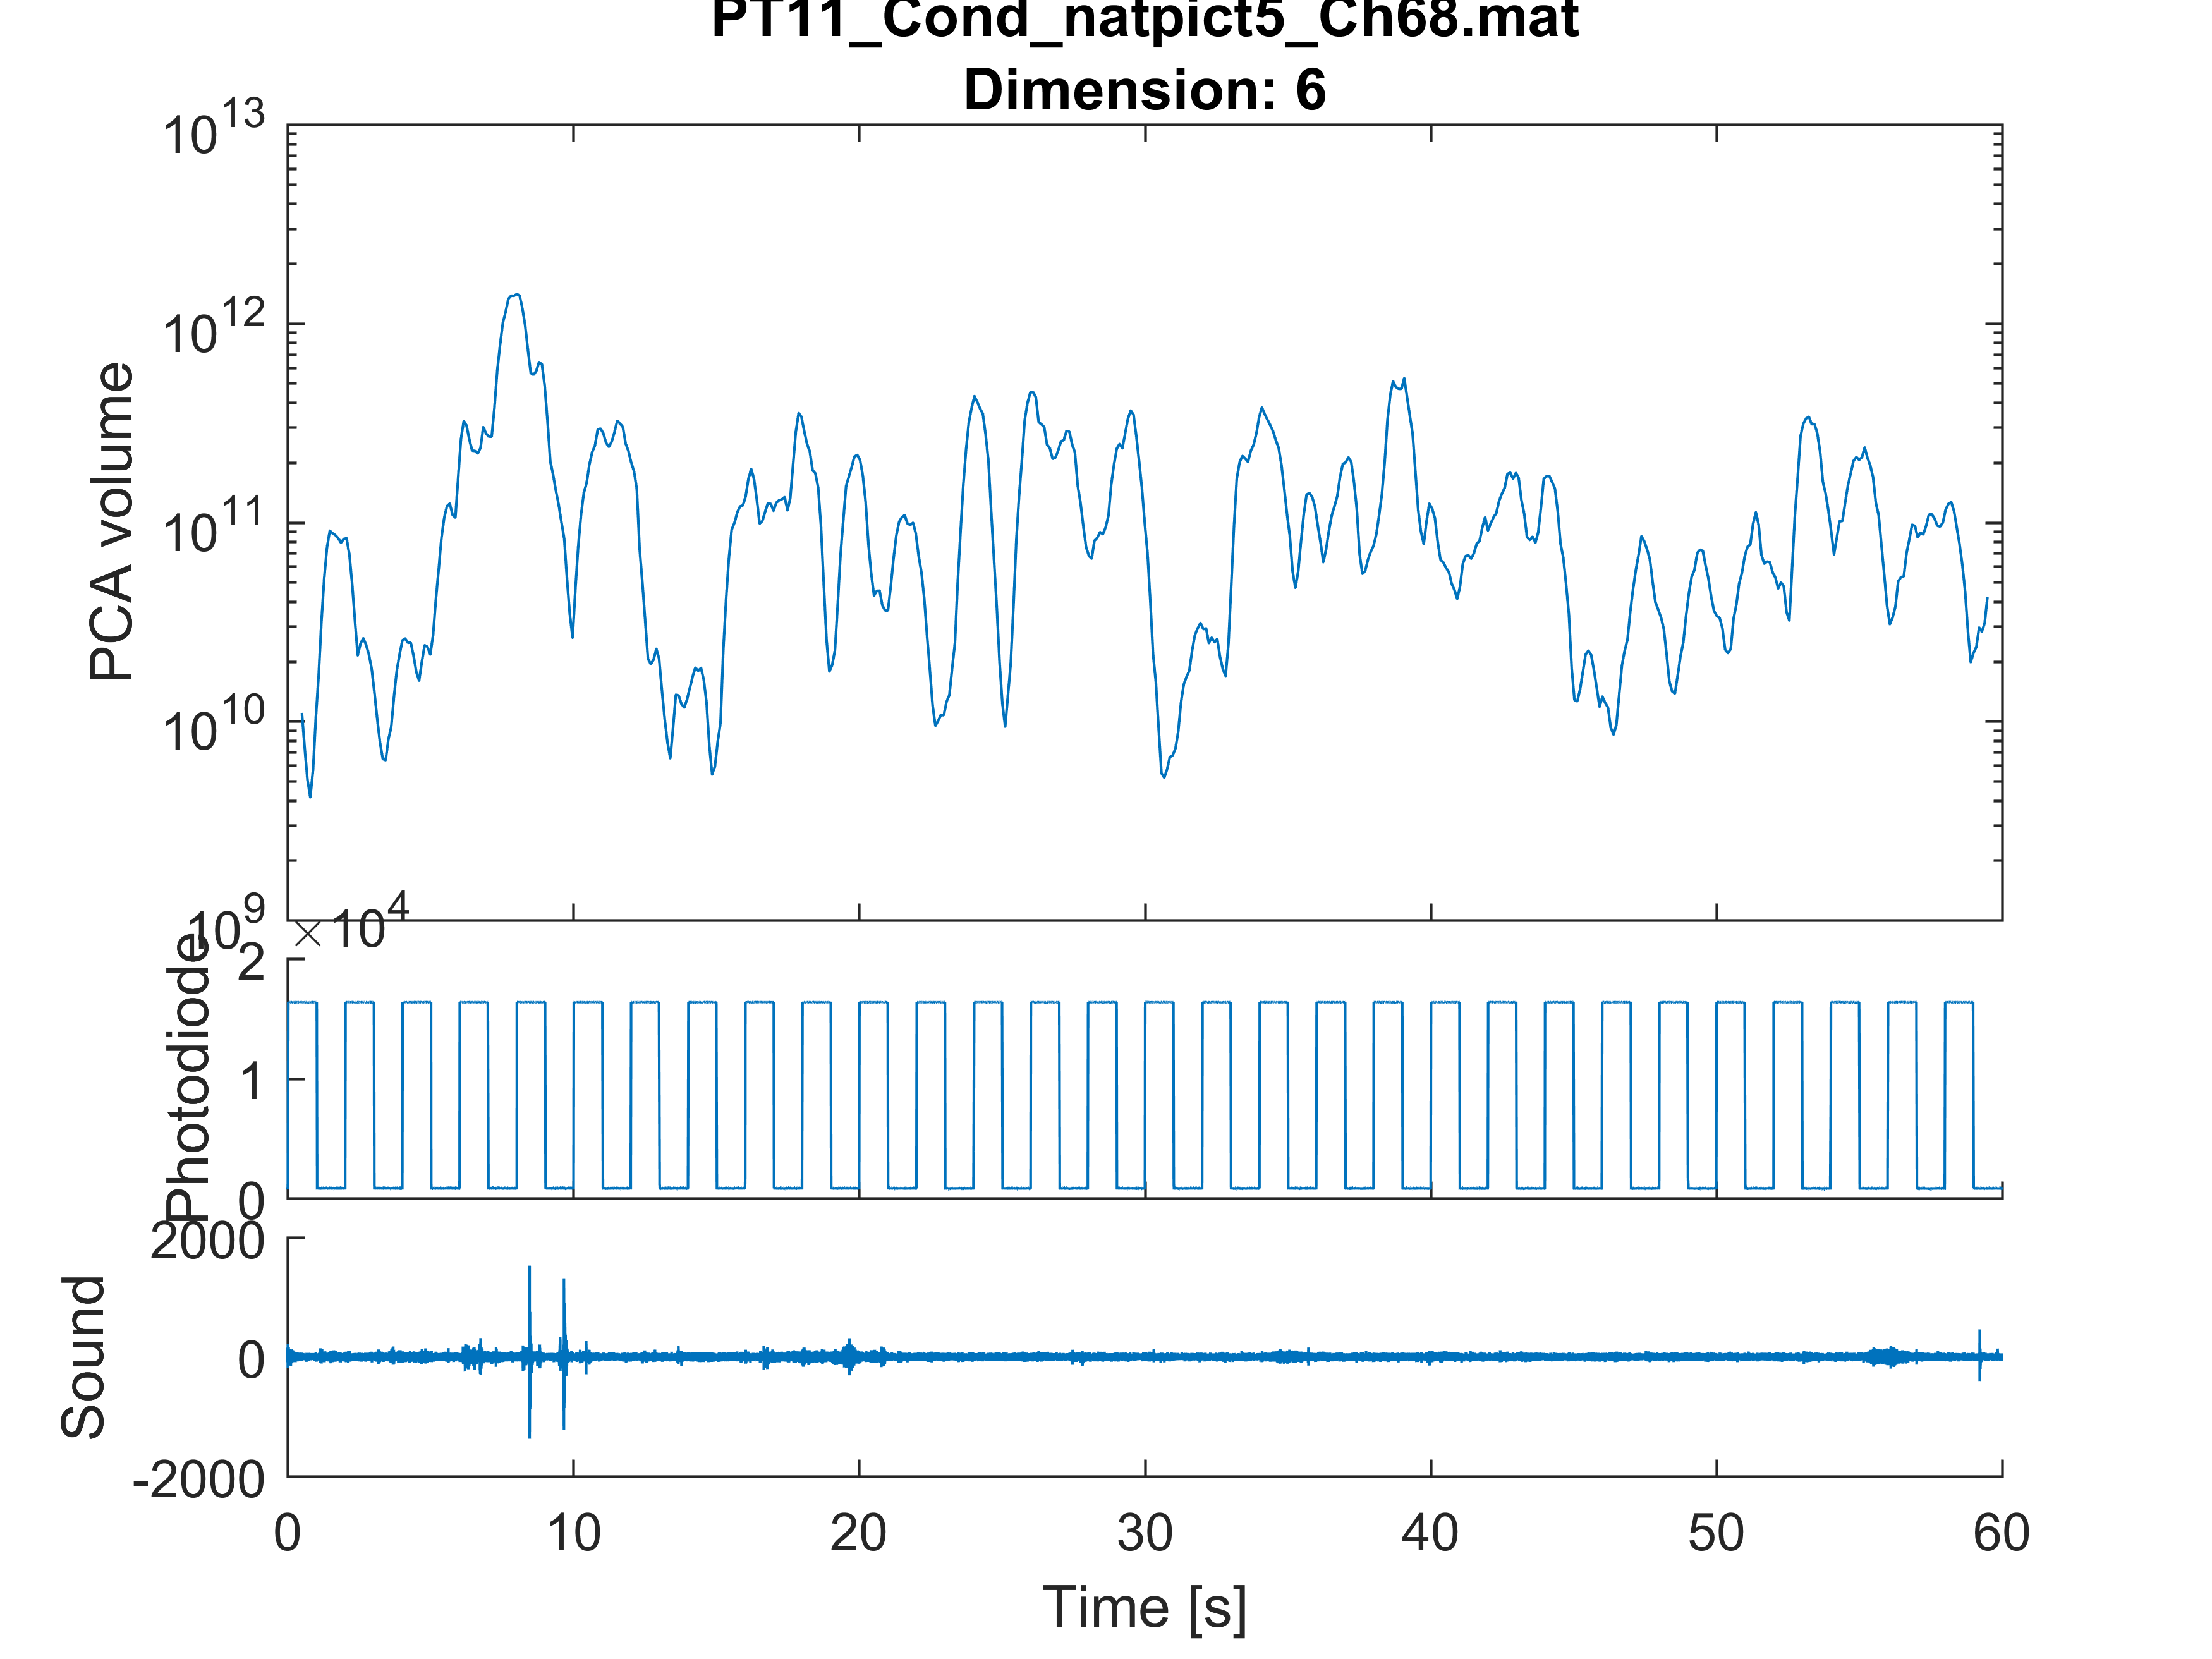 PT11_Cond_natpict5_Ch68.mat
Dimension: 6
10^13
10^12
10^11
10^10
10^9
PCA volume
× 10^4
2
1
0
Photodiode
2000
0
-2000
Sound
0 10 20 30 40 50 60
Time [s]